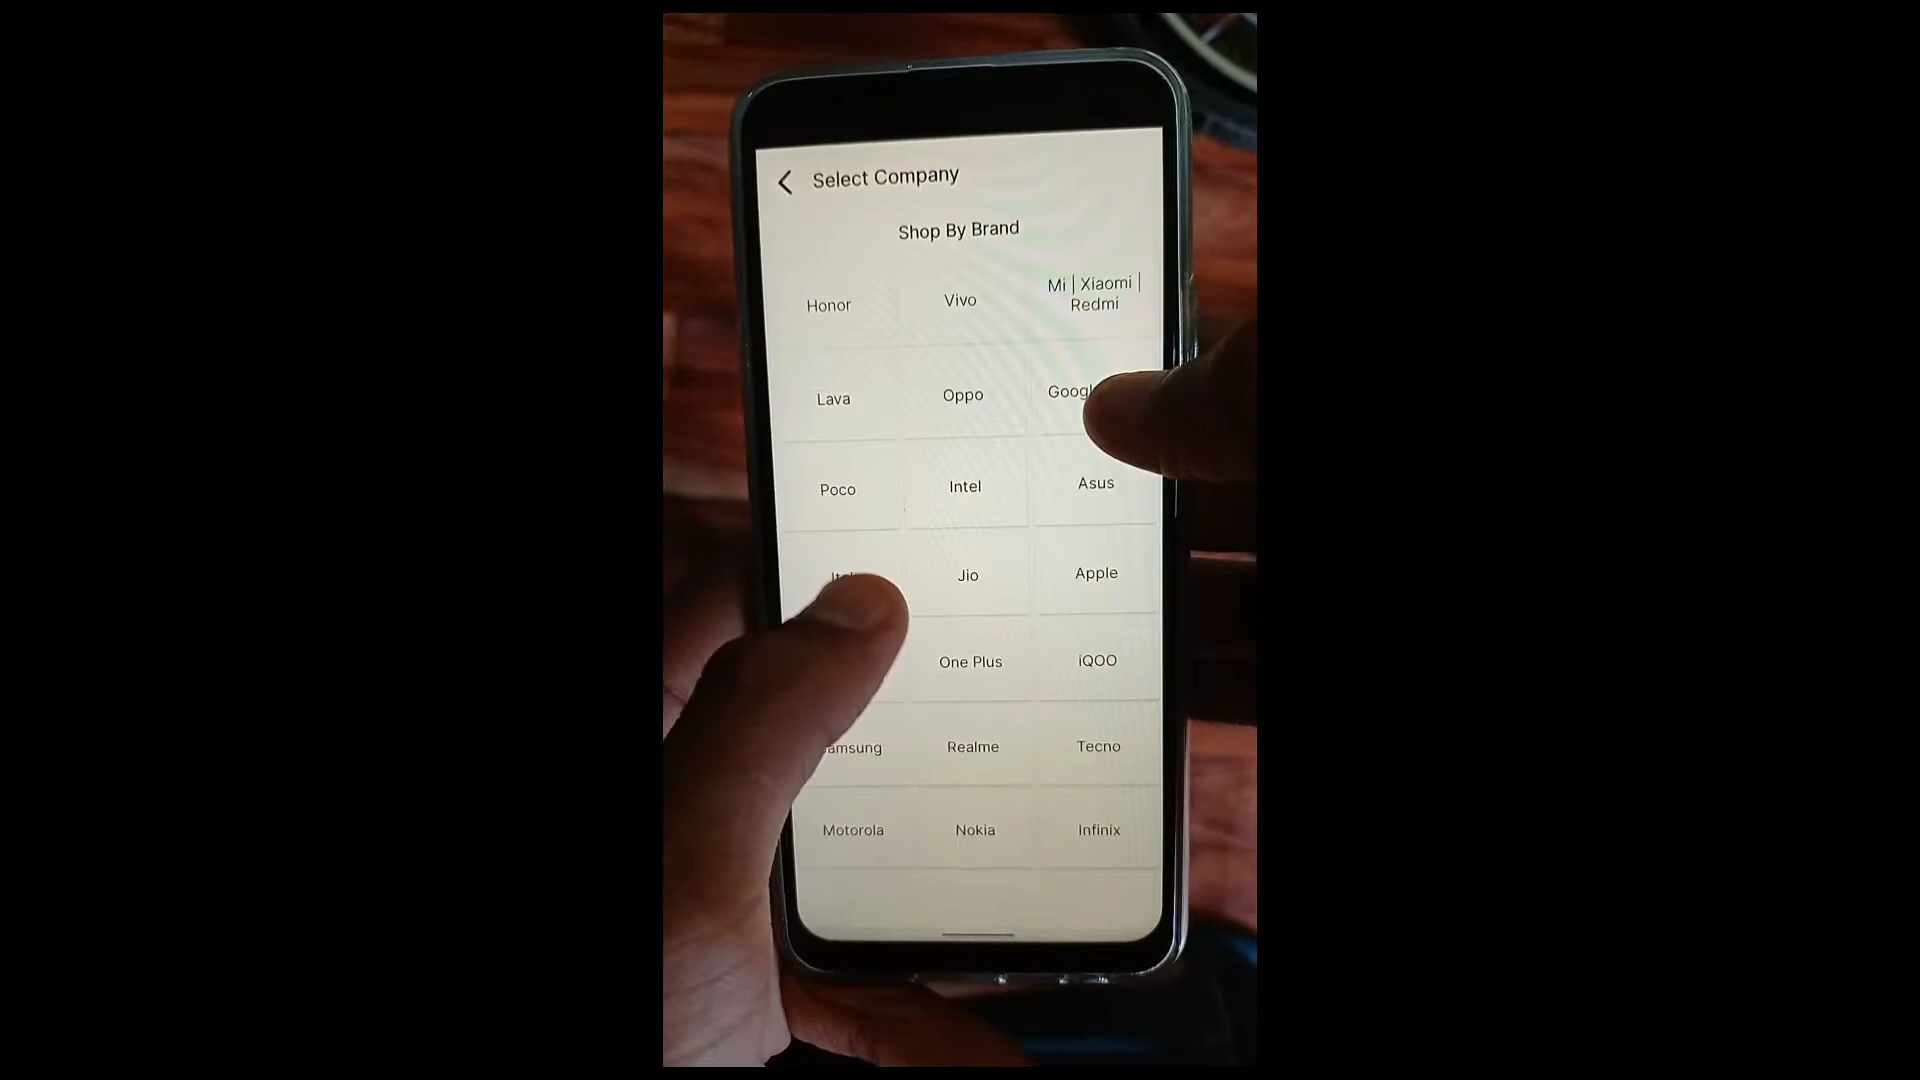 Select Company
Shop By Brand
Honor
Vivo
Mi | Xiaomi |
Redmi
Lava
Oppo
Poco
Intel
Asus
Jio
Apple
One Plus
iQOO
Realme
Tecno
Motorola
Nokia
Infinix